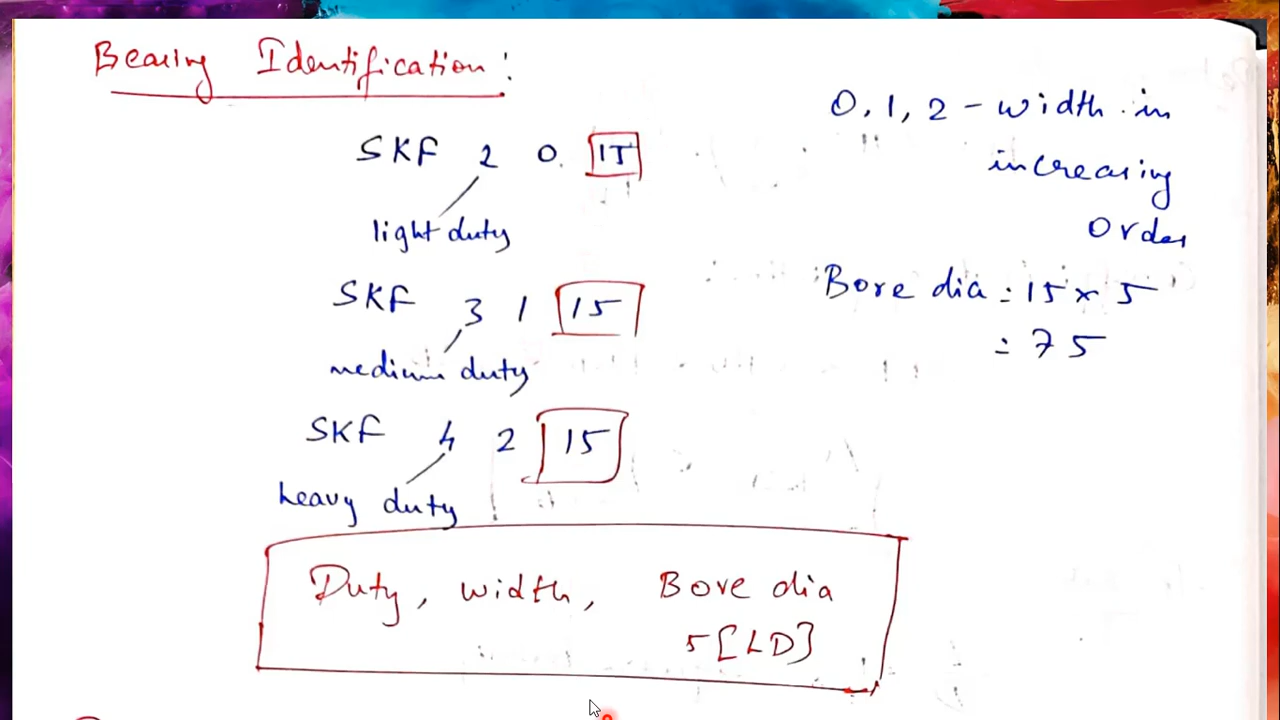 Bearing Identification:
SKF 2 0. 15
light duty
SKF 3 1 15
medium duty
SKF 4 2 15
heavy duty
0, 1, 2 - width in
increasing
Order
Bore dia = 15 × 5
= 75
Duty, width, Bore dia
5[LD]